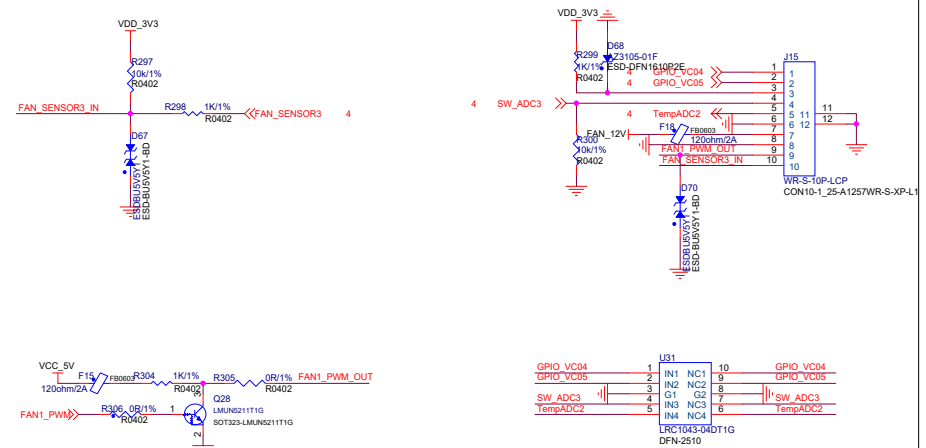 VDD_3V3
R297
10k/1%
R0402
FAN_SENSOR3_IN
R298
1K/1%
R0402
FAN_SENSOR3
4
D67
ESDBU5V5Y1
ESD-BU5V5Y1-BD
VDD_3V3
R299
1K/1%
R0402
D68
AZ3105-01F
ESD-DFN1610P2E
4
GPIO_VC04
4
GPIO_VC05
4
SW_ADC3
4
TempADC2
R300
10k/1%
R0402
FAN_12V
F18
FB0603
120ohm/2A
FAN1_PWM_OUT
FAN_SENSOR3_IN
J15
1
2
3
4
5
6
7
8
9
10
1
2
3
4
5
6
7
8
9
10
11
12
11
12
WR-S-10P-LCP
CON10-1_25-A1257WR-S-XP-L1
D70
ESDBU5V5Y1
ESD-BU5V5Y1-BD
VCC_5V
F15
FB0603
120ohm/2A
R304
1K/1%
R0402
R305
0R/1%
R0402
FAN1_PWM_OUT
FAN1_PWM
R306
0R/1%
R0402
1
3
2
Q28
LMUN5211T1G
SOT323-LMUN5211T1G
U31
GPIO_VC04
1
IN1
NC1
10
GPIO_VC04
GPIO_VC05
2
IN2
NC2
9
GPIO_VC05
3
G1
G2
8
SW_ADC3
4
IN3
NC3
7
SW_ADC3
TempADC2
5
IN4
NC4
6
TempADC2
LRC1043-04DT1G
DFN-2510